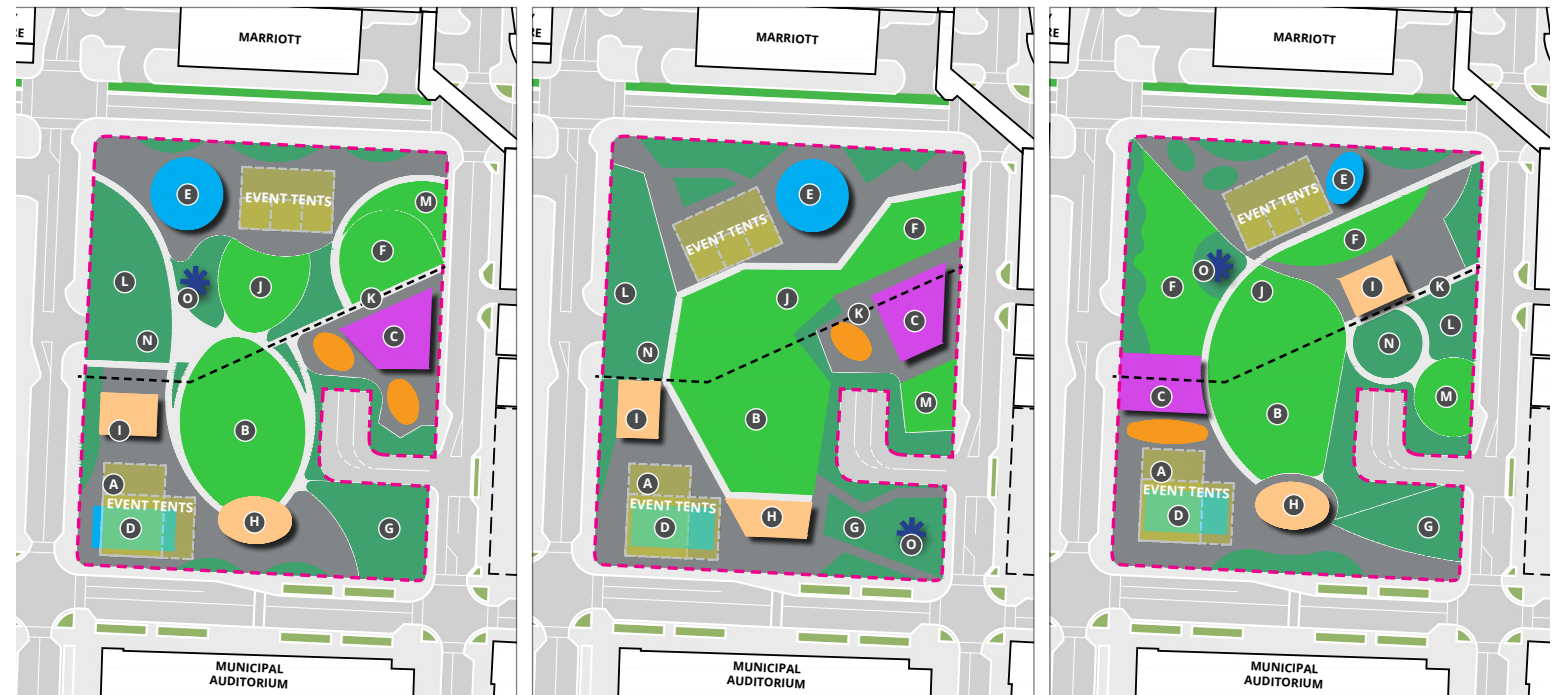 RE
MARRIOTT
E
EVENT TENTS
M
F
L
O
J
K
N
C
I
B
A
EVENT TENTS
D
H
G
MUNICIPAL
AUDITORIUM
RE
MARRIOTT
E
EVENT TENTS
F
L
J
K
C
N
I
B
M
A
EVENT TENTS
D
H
G
O
MUNICIPAL
AUDITORIUM
RE
MARRIOTT
E
EVENT TENTS
F
O
F
J
I
K
L
N
C
B
M
A
EVENT TENTS
D
H
G
MUNICIPAL
AUDITORIUM